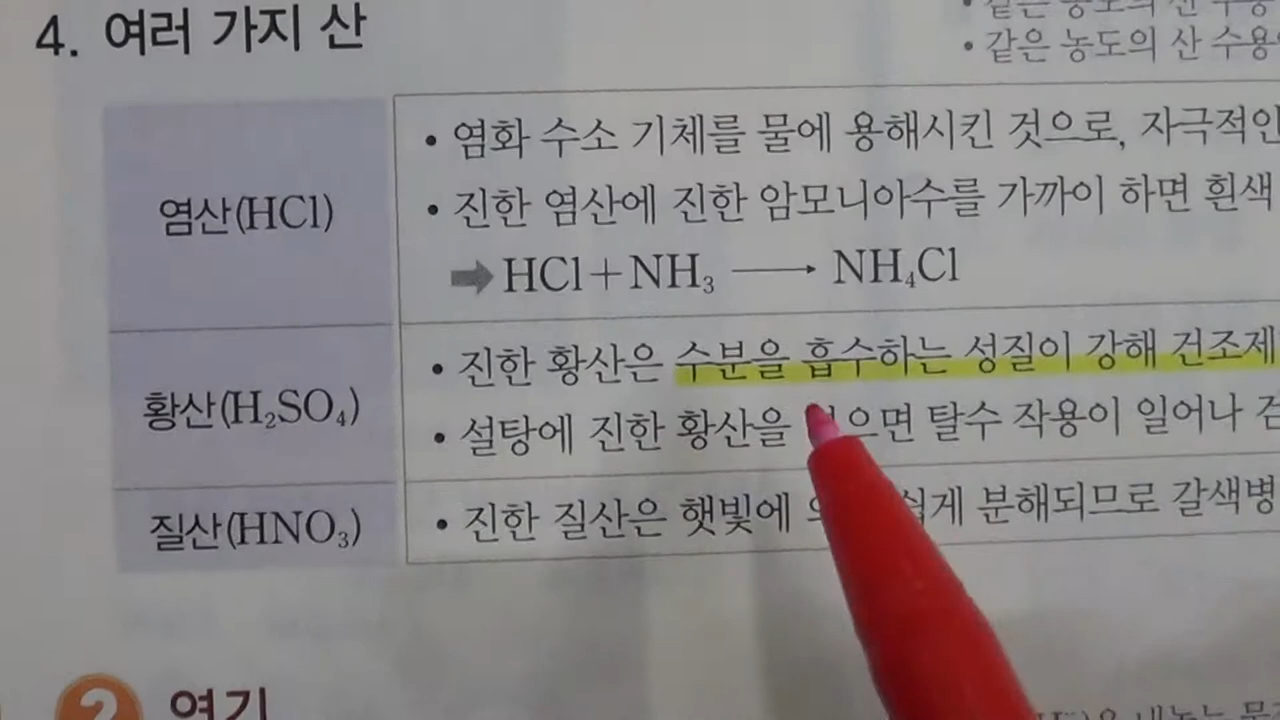 4. 여러 가지 산
• 같은 농도의 산 수용
염산(HCl)
• 염화 수소 기체를 물에 용해시킨 것으로, 자극적인
• 진한 염산에 진한 암모니아수를 가까이 하면 흰색
➡ HCl+NH₃ ⟶ NH₄Cl
황산(H₂SO₄)
• 진한 황산은 수분을 흡수하는 성질이 강해 건조제
• 설탕에 진한 황산을 으면 탈수 작용이 일어나
질산(HNO₃)
• 진한 질산은 햇빛에 쉽게 분해되므로 갈색병
2 염기